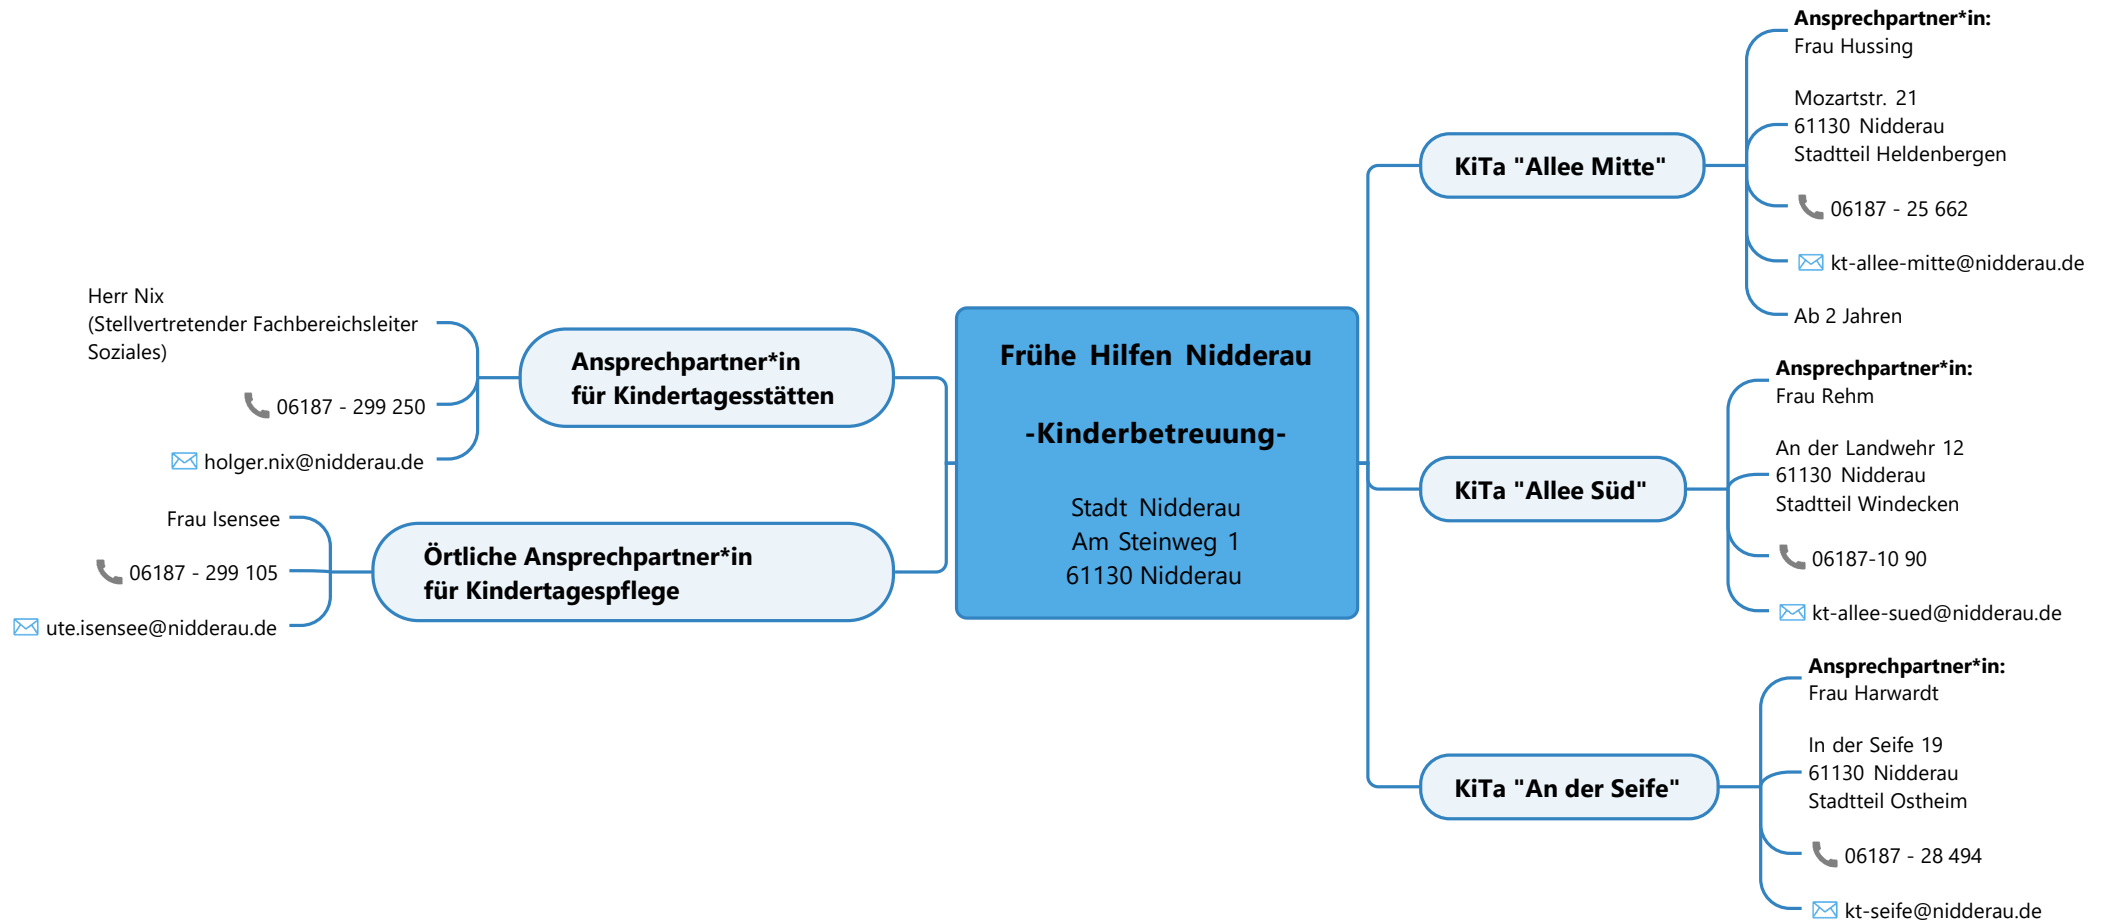 Frühe Hilfen Nidderau
-Kinderbetreuung-
Stadt Nidderau
Am Steinweg 1
61130 Nidderau
Ansprechpartner*in
für Kindertagesstätten
Herr Nix
(Stellvertretender Fachbereichsleiter
Soziales)
06187 - 299 250
holger.nix@nidderau.de
Örtliche Ansprechpartner*in
für Kindertagespflege
Frau Isensee
06187 - 299 105
ute.isensee@nidderau.de
KiTa "Allee Mitte"
Ansprechpartner*in:
Frau Hussing
Mozartstr. 21
61130 Nidderau
Stadtteil Heldenbergen
06187 - 25 662
kt-allee-mitte@nidderau.de
Ab 2 Jahren
KiTa "Allee Süd"
Ansprechpartner*in:
Frau Rehm
An der Landwehr 12
61130 Nidderau
Stadtteil Windecken
06187-10 90
kt-allee-sued@nidderau.de
KiTa "An der Seife"
Ansprechpartner*in:
Frau Harwardt
In der Seife 19
61130 Nidderau
Stadtteil Ostheim
06187 - 28 494
kt-seife@nidderau.de